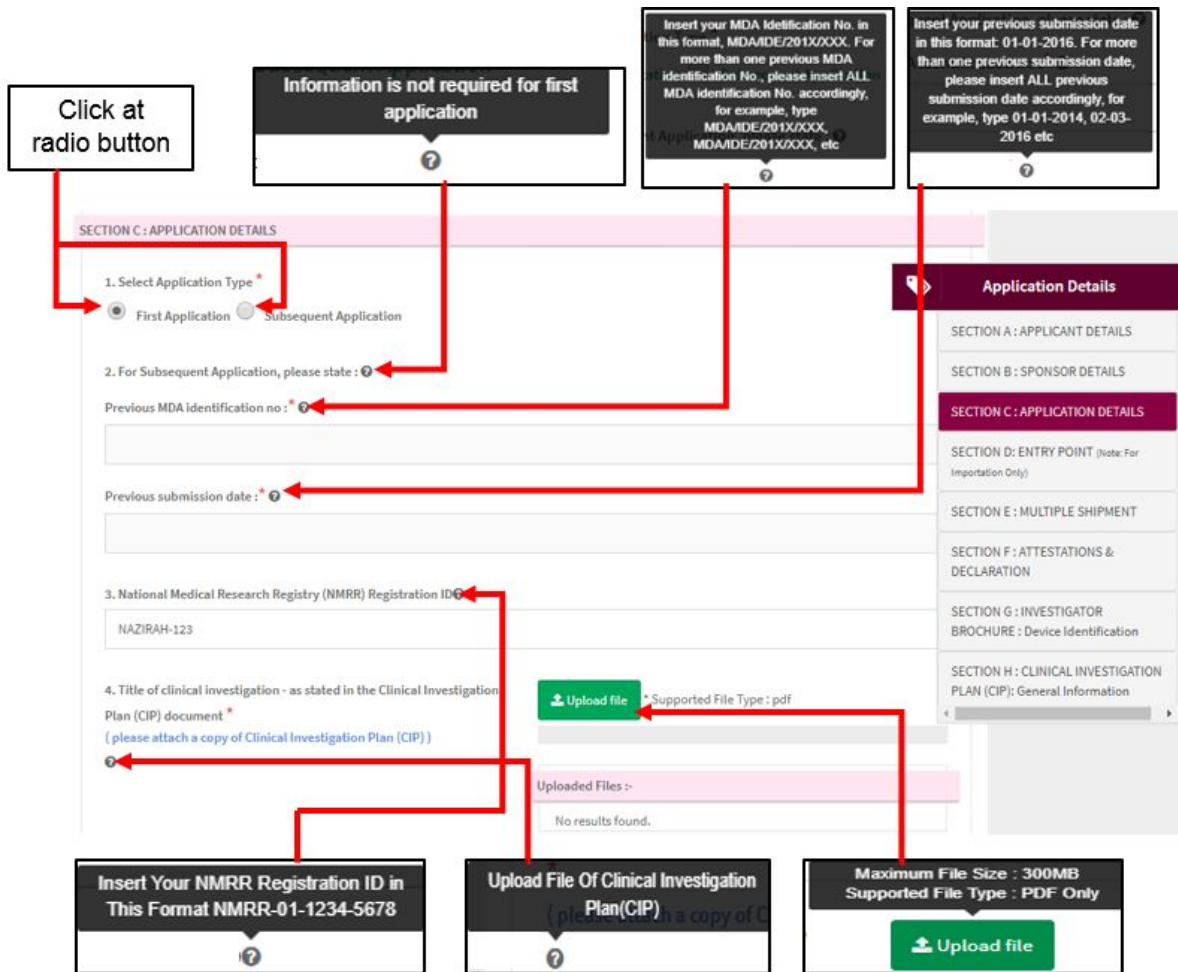 Click at
radio button
Information is not required for first
application
Insert your MDA Idetification No. in
this format, MDA/IDE/201X/XXX. For
more than one previous MDA
identification No., please insert ALL
MDA identification No. accordingly,
for example, type
MDA/IDE/201X/XXX,
MDA/IDE/201X/XXX, etc
Insert your previous submission date
in this format: 01-01-2016. For more
than one previous submission date,
please insert ALL previous
submission date accordingly, for
example, type 01-01-2014, 02-03-
2016 etc
SECTION C : APPLICATION DETAILS
1. Select Application Type *
First Application
Subsequent Application
2. For Subsequent Application, please state :
Previous MDA identification no : *
Previous submission date : *
3. National Medical Research Registry (NMRR) Registration ID
NAZIRAH-123
4. Title of clinical investigation - as stated in the Clinical Investigation
Plan (CIP) document *
( please attach a copy of Clinical Investigation Plan (CIP) )
Upload file
* Supported File Type : pdf
Uploaded Files :-
No results found.
Application Details
SECTION A : APPLICANT DETAILS
SECTION B : SPONSOR DETAILS
SECTION C : APPLICATION DETAILS
SECTION D: ENTRY POINT (Note: For
Importation Only)
SECTION E : MULTIPLE SHIPMENT
SECTION F : ATTESTATIONS &
DECLARATION
SECTION G : INVESTIGATOR
BROCHURE : Device Identification
SECTION H : CLINICAL INVESTIGATION
PLAN (CIP): General Information
Insert Your NMRR Registration ID in
This Format NMRR-01-1234-5678
Upload File Of Clinical Investigation
Plan(CIP)
Maximum File Size : 300MB
Supported File Type : PDF Only
Upload file